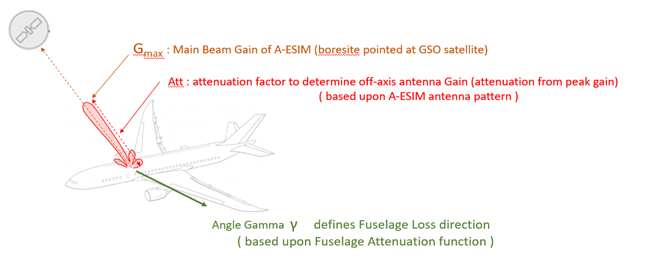 Gmax : Main Beam Gain of A-ESIM (boresite pointed at GSO satellite)
Att : attenuation factor to determine off-axis antenna Gain (attenuation from peak gain)
( based upon A-ESIM antenna pattern )
Angle Gamma γ defines Fuselage Loss direction
( based upon Fuselage Attenuation function )